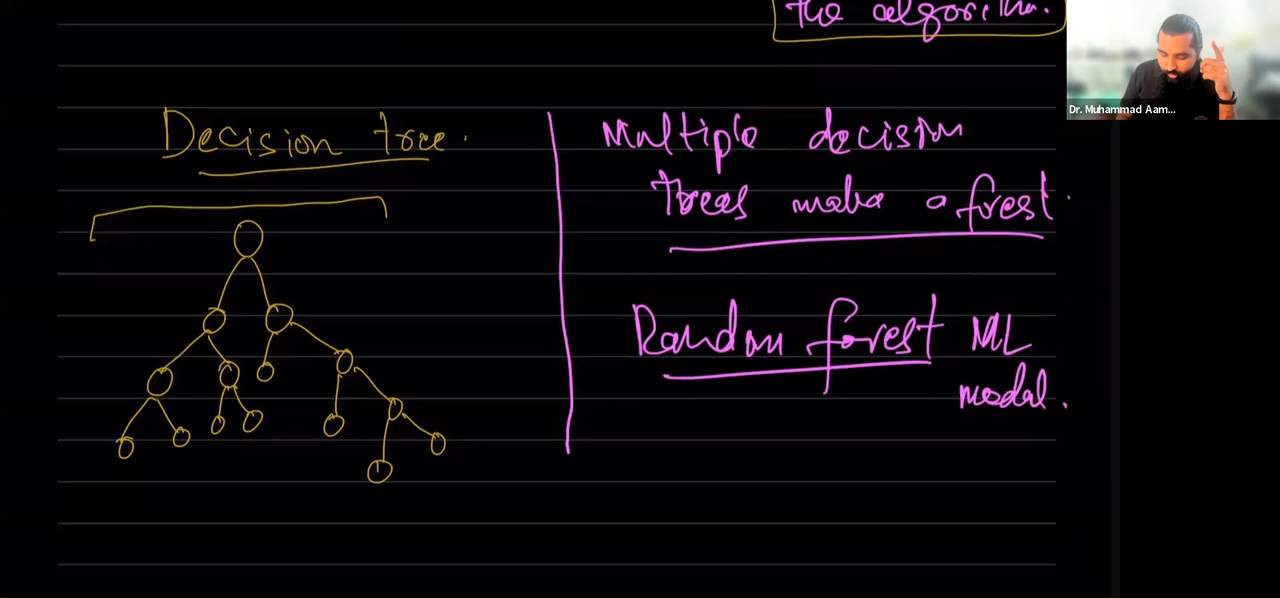 the algorithm.
Dr. Muhammad Aam...
Decision tree.
Multiple decision
trees make a forest.
Random forest ML
model.